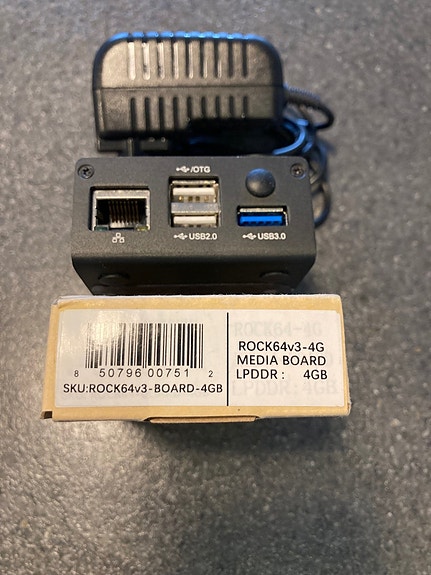 /OTG
USB2.0
USB3.0
ROCK64v3-4G
MEDIA BOARD
LPDDR : 4GB
8 50796 00751 2
SKU:ROCK64v3-BOARD-4GB